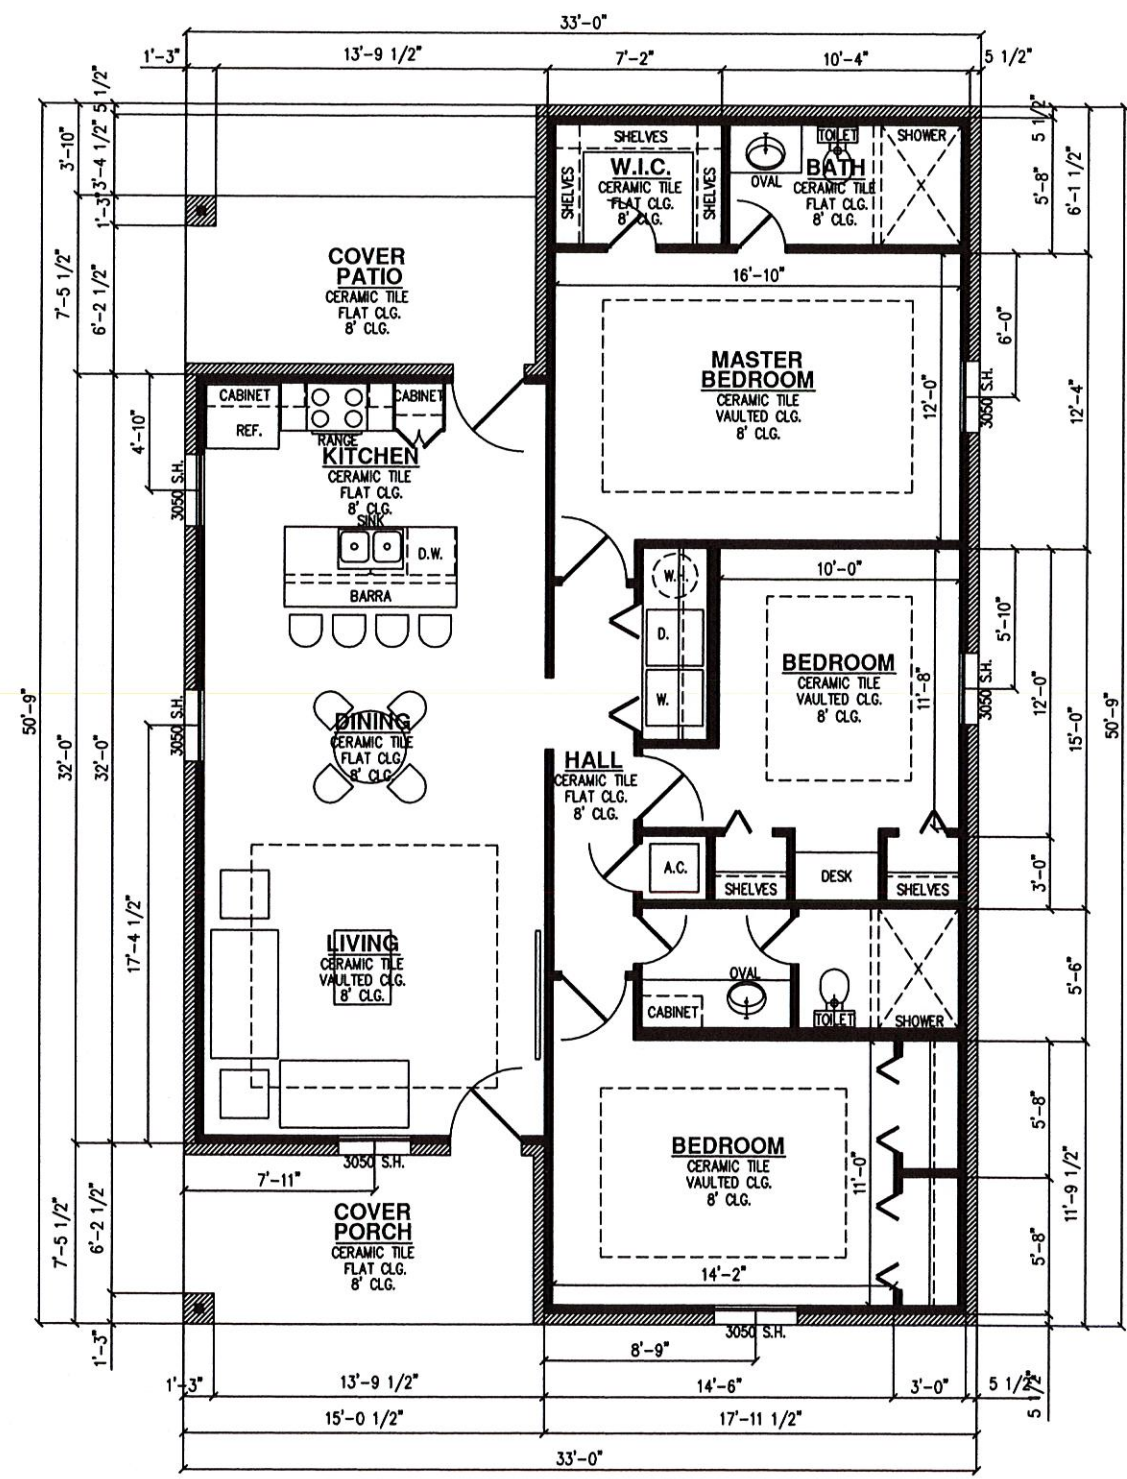 33'-0"
1'-3" 13'-9 1/2" 7'-2" 10'-4" 5 1/2"
5 1/2"
3'-10"
3'-4 1/2"
1'-3"
7'-5 1/2"
6'-2 1/2"
5 1/2"
5'-8"
6'-1 1/2"
SHELVES
SHELVES
W.I.C.
CERAMIC TILE
FLAT CLG.
8' CLG.
SHELVES
OVAL
TOILET
BATH
CERAMIC TILE
FLAT CLG.
8' CLG.
SHOWER
COVER
PATIO
CERAMIC TILE
FLAT CLG.
8' CLG.
16'-10"
MASTER
BEDROOM
CERAMIC TILE
VAULTED CLG.
8' CLG.
12'-0"
6'-0"
3050 S.H.
12'-4"
4'-10"
3050 S.H.
CABINET
REF.
RANGE
CABINET
KITCHEN
CERAMIC TILE
FLAT CLG.
8' CLG.
SINK
D.W.
BARRA
W.H.
D.
W.
10'-0"
BEDROOM
CERAMIC TILE
VAULTED CLG.
8' CLG.
11'-8"
5'-10"
3050 S.H.
12'-0"
15'-0"
50'-9"
50'-9"
32'-0"
32'-0"
3050 S.H.
DINING
CERAMIC TILE
FLAT CLG.
8' CLG.
HALL
CERAMIC TILE
FLAT CLG.
8' CLG.
A.C.
SHELVES
DESK
SHELVES
3'-0"
17'-4 1/2"
LIVING
CERAMIC TILE
VAULTED CLG.
8' CLG.
OVAL
CABINET
TOILET
SHOWER
5'-6"
3050 S.H.
7'-11"
BEDROOM
CERAMIC TILE
VAULTED CLG.
8' CLG.
11'-0"
14'-2"
5'-8"
5'-8"
11'-9 1/2"
7'-5 1/2"
6'-2 1/2"
1'-3"
COVER
PORCH
CERAMIC TILE
FLAT CLG.
8' CLG.
3050 S.H.
8'-9"
1'-3" 13'-9 1/2" 14'-6" 3'-0" 5 1/2"
5 1/2"
15'-0 1/2" 17'-11 1/2"
33'-0"